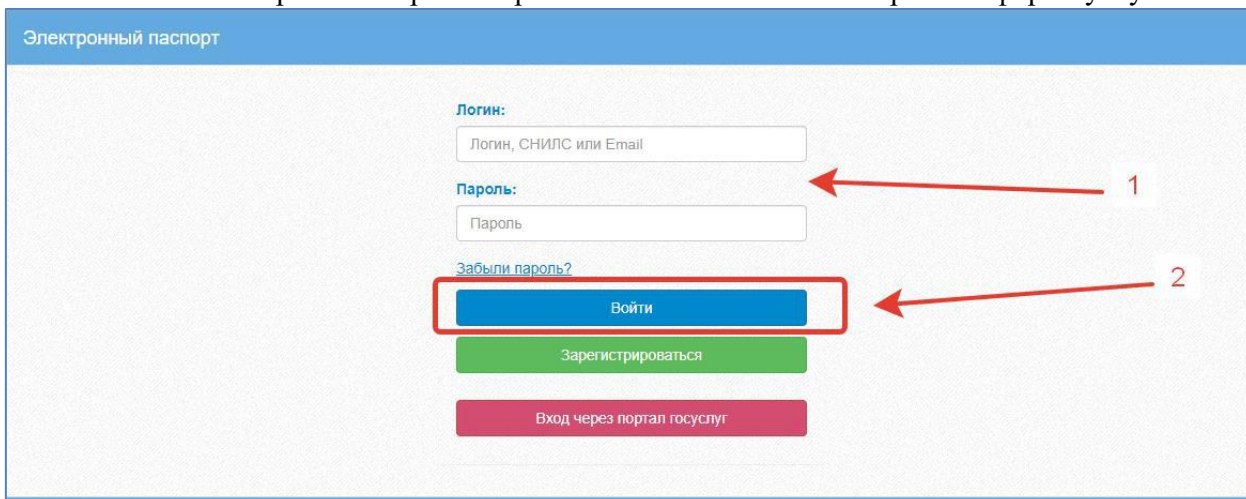 Электронный паспорт
Логин:
Логин, СНИЛС или Email
1
Пароль:
Пароль
Забыли пароль?
2
Войти
Зарегистрироваться
Вход через портал госуслуг